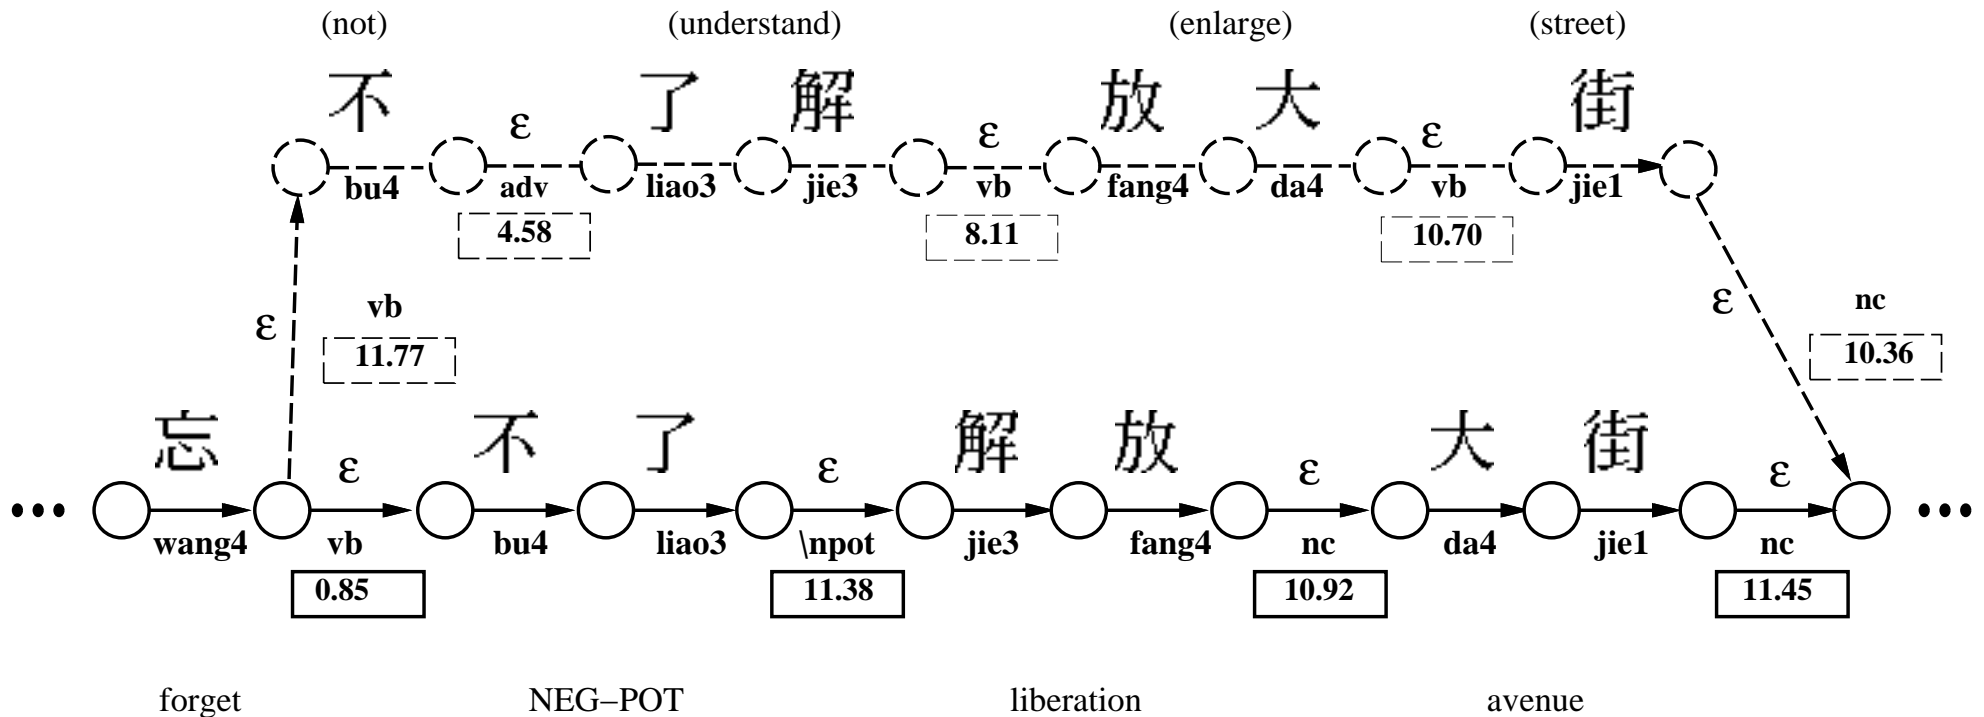 (not) (understand) (enlarge) (street)
不 了 解 放 大 街
ε ε ε
bu4 adv liao3 jie3 vb fang4 da4 vb jie1
4.58 8.11 10.70
ε vb ε nc
11.77 10.36
忘 不 了 解 放 大 街
ε ε ε ε
... ...
wang4 vb bu4 liao3 \npot jie3 fang4 nc da4 jie1 nc
0.85 11.38 10.92 11.45
forget NEG–POT liberation avenue